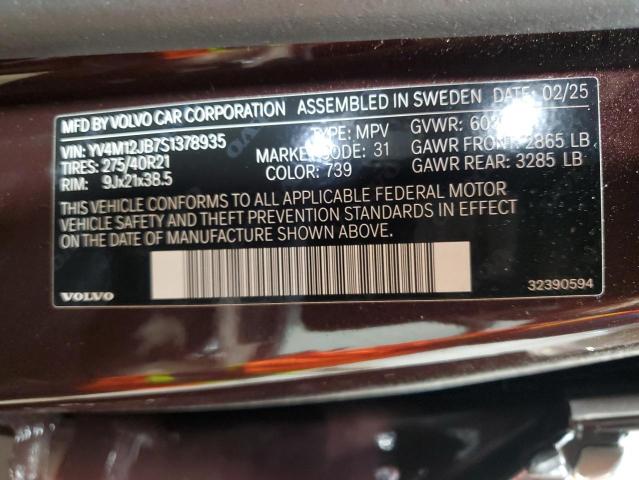 MFD BY VOLVO CAR CORPORATION ASSEMBLED IN SWEDEN DATE: 02/25
VIN: YV4M12JB7S1378935 TYPE: MPV GVWR:
TIRES: 275/40R21 MARKET CODE: 31 GAWR FRONT: 2865 LB
RIM: 9Jx21x38.5 COLOR: 739 GAWR REAR: 3285 LB
THIS VEHICLE CONFORMS TO ALL APPLICABLE FEDERAL MOTOR
VEHICLE SAFETY AND THEFT PREVENTION STANDARDS IN EFFECT
ON THE DATE OF MANUFACTURE SHOWN ABOVE.
VOLVO 32390594